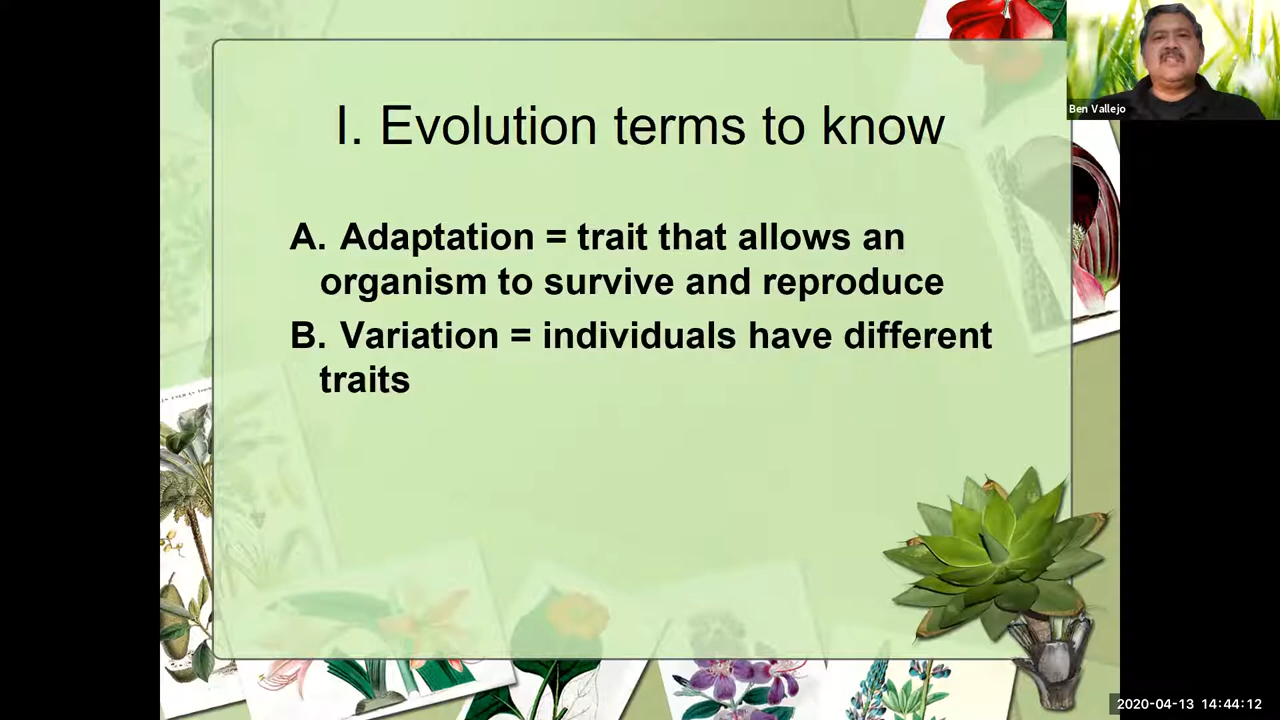 I. Evolution terms to know
A. Adaptation = trait that allows an
organism to survive and reproduce
B. Variation = individuals have different
traits
Ben Vallejo
2020-04-13 14:44:12